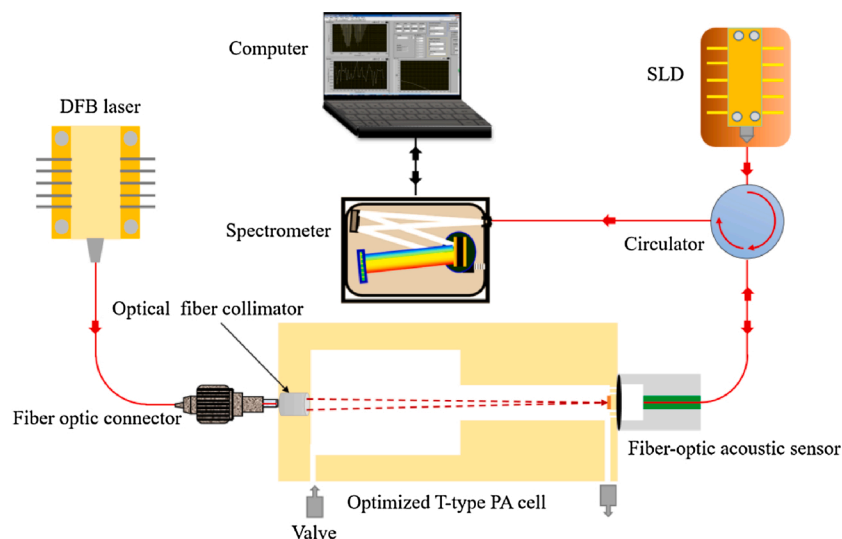 Computer
SLD
DFB laser
Spectrometer
Circulator
Optical fiber collimator
Fiber optic connector
Fiber-optic acoustic sensor
Optimized T-type PA cell
Valve